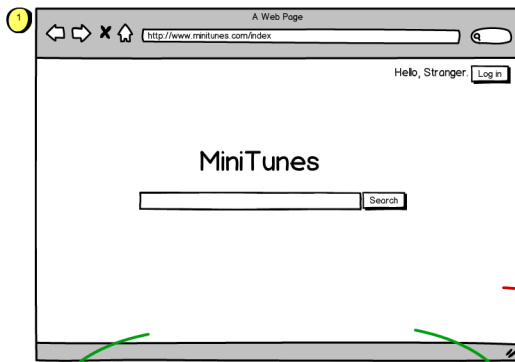 1
A Web Page
http://www.minitunes.com/index
Hello, Stranger. Log in
MiniTunes
Search